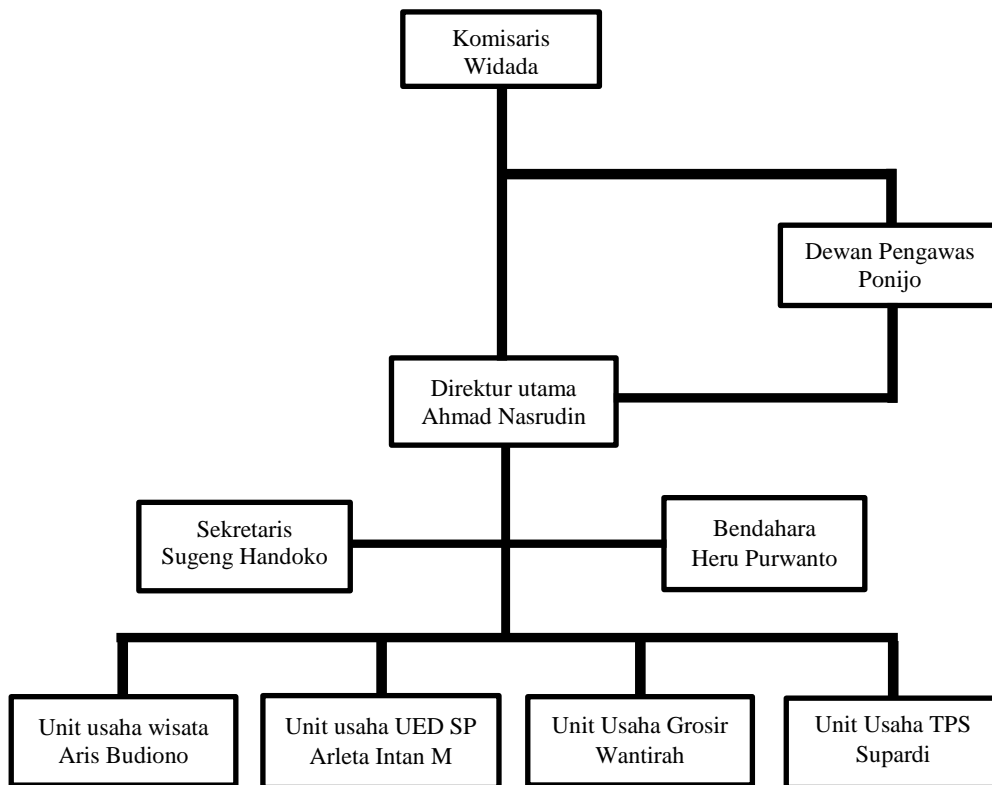 Komisaris
Widada
Dewan Pengawas
Ponijo
Direktur utama
Ahmad Nasrudin
Sekretaris
Sugeng Handoko
Bendahara
Heru Purwanto
Unit usaha wisata
Aris Budiono
Unit usaha UED SP
Arleta Intan M
Unit Usaha Grosir
Wantirah
Unit Usaha TPS
Supardi